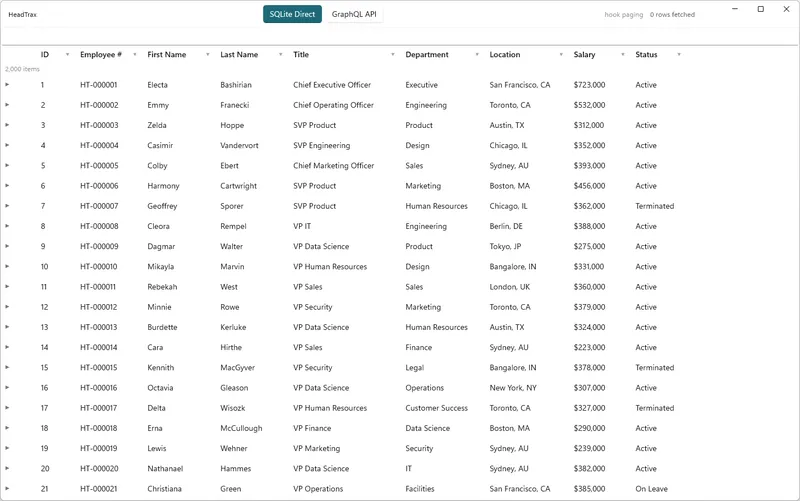 HeadTrax SQLite Direct GraphQL API hook paging 0 rows fetched
ID Employee # First Name Last Name Title Department Location Salary Status
2,000 items
1 HT-000001 Electa Bashirian Chief Executive Officer Executive San Francisco, CA $723,000 Active
2 HT-000002 Emmy Franecki Chief Operating Officer Engineering Toronto, CA $532,000 Active
3 HT-000003 Zelda Hoppe SVP Product Product Austin, TX $312,000 Active
4 HT-000004 Casimir Vandervort SVP Engineering Design Chicago, IL $352,000 Active
5 HT-000005 Colby Ebert Chief Marketing Officer Sales Sydney, AU $393,000 Active
6 HT-000006 Harmony Cartwright SVP Product Marketing Boston, MA $456,000 Active
7 HT-000007 Geoffrey Sporer SVP Product Human Resources Chicago, IL $362,000 Terminated
8 HT-000008 Cleora Rempel VP IT Engineering Berlin, DE $388,000 Active
9 HT-000009 Dagmar Walter VP Data Science Product Tokyo, JP $275,000 Active
10 HT-000010 Mikayla Marvin VP Human Resources Design Bangalore, IN $331,000 Active
11 HT-000011 Rebekah West VP Sales Sales London, UK $360,000 Active
12 HT-000012 Minnie Rowe VP Security Marketing Toronto, CA $379,000 Active
13 HT-000013 Burdette Kerluke VP Data Science Human Resources Austin, TX $324,000 Active
14 HT-000014 Cara Hirthe VP Sales Finance Sydney, AU $223,000 Active
15 HT-000015 Kennith MacGyver VP Security Legal Bangalore, IN $378,000 Terminated
16 HT-000016 Octavia Gleason VP Data Science Operations New York, NY $307,000 Active
17 HT-000017 Delta Wisozk VP Human Resources Customer Success Toronto, CA $327,000 Terminated
18 HT-000018 Erna McCullough VP Finance Data Science Boston, MA $290,000 Active
19 HT-000019 Lewis Wehner VP Marketing Security Sydney, AU $239,000 Active
20 HT-000020 Nathanael Hammes VP Data Science IT Sydney, AU $382,000 Active
21 HT-000021 Christiana Green VP Operations Facilities San Francisco, CA $385,000 On Leave